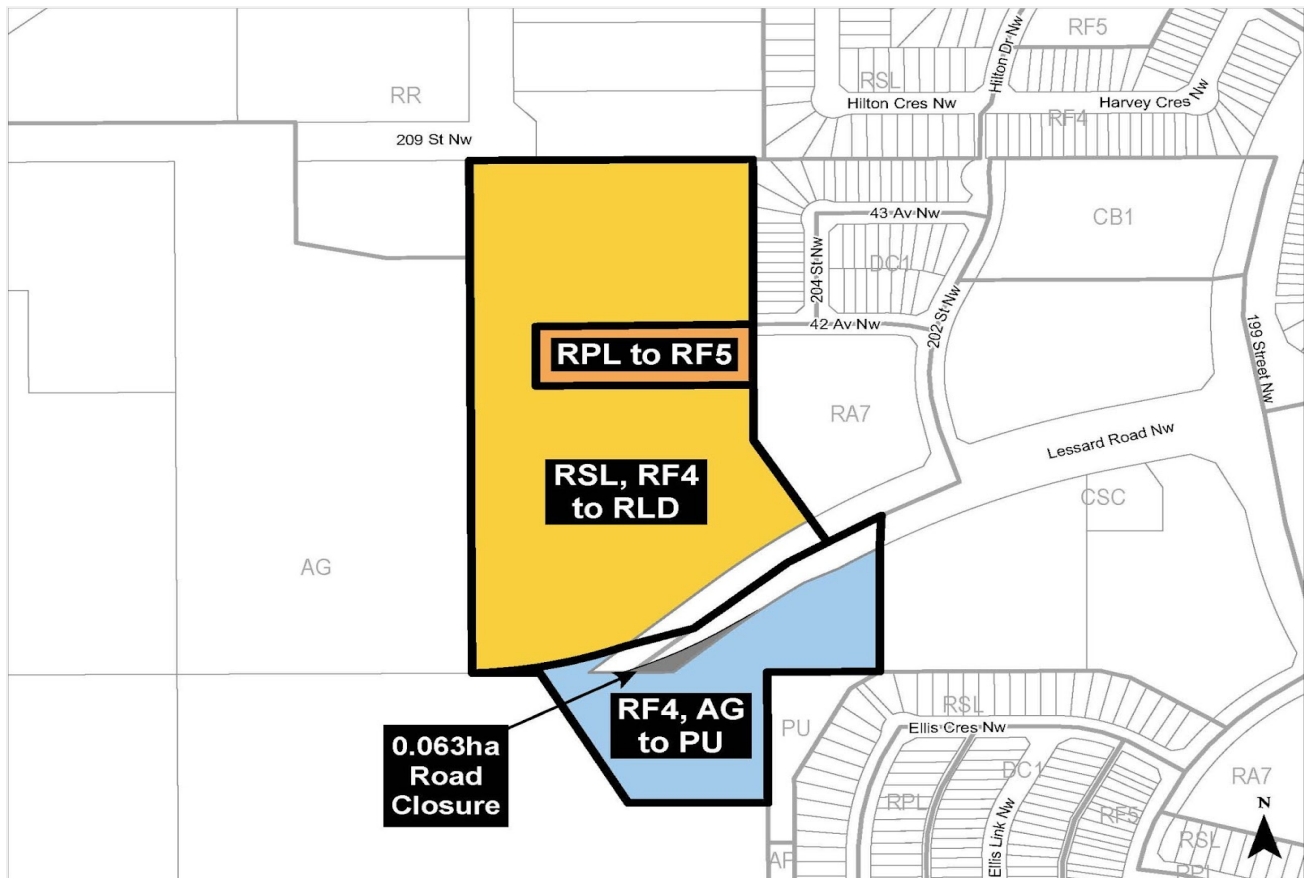 RF5
Hilton Dr Nw
RR
RSL
Hilton Cres Nw
Harvey Cres Nw
RF4
209 St Nw
43 Av Nw
CB1
204 St Nw
DC1
42 Av Nw
202 St Nw
199 Street Nw
RPL to RF5
RA7
Lessard Road Nw
RSL, RF4
to RLD
CSC
AG
RF4, AG
to PU
0.063ha
Road
Closure
PU
RSL
Ellis Cres Nw
DC1
RPL
Ellis Link Nw
RF5
RA7
N
RSL
RPL